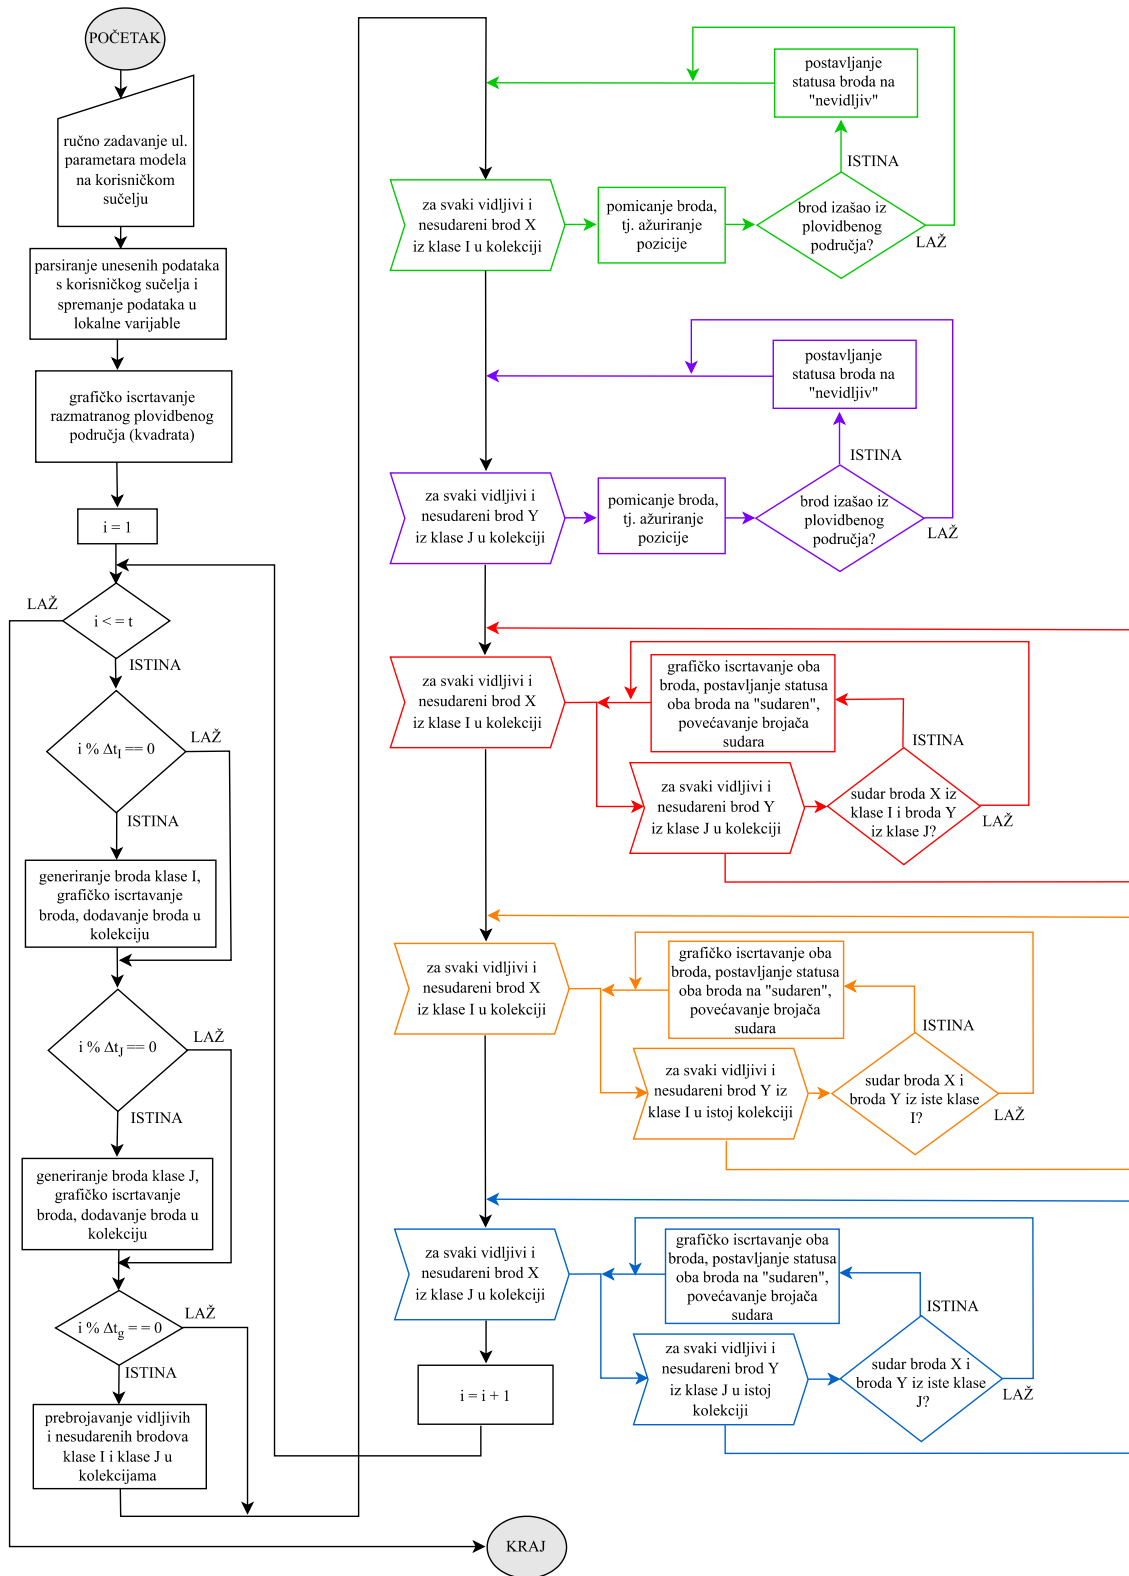 POČETAK
ručno zadavanje ul.
parametara modela
na korisničkom
sučelju
parsiranje unesenih podataka
s korisničkog sučelja i
spremanje podataka u
lokalne varijable
grafičko iscrtavanje
razmatranog plovidbenog
područja (kvadrata)
i = 1
LAŽ
i < = t
ISTINA
i % Δt_I == 0
LAŽ
ISTINA
generiranje broda klase I,
grafičko iscrtavanje
broda, dodavanje broda u
kolekciju
i % Δt_J == 0
LAŽ
ISTINA
generiranje broda klase J,
grafičko iscrtavanje
broda, dodavanje broda u
kolekciju
i % Δt_g = = 0
LAŽ
ISTINA
prebrojavanje vidljivih
i nesudarenih brodova
klase I i klase J u
kolekcijama
za svaki vidljivi i
nesudareni brod X
iz klase I u kolekciji
pomicanje broda,
tj. ažuriranje
pozicije
brod izašao iz
plovidbenog
područja?
ISTINA
LAŽ
postavljanje
statusa broda na
"nevidljiv"
za svaki vidljivi i
nesudareni brod Y
iz klase J u kolekciji
pomicanje broda,
tj. ažuriranje
pozicije
brod izašao iz
plovidbenog
područja?
ISTINA
LAŽ
postavljanje
statusa broda na
"nevidljiv"
za svaki vidljivi i
nesudareni brod X
iz klase I u kolekciji
grafičko iscrtavanje oba
broda, postavljanje statusa
oba broda na "sudaren",
povećavanje brojača
sudara
za svaki vidljivi i
nesudareni brod Y
iz klase J u kolekciji
sudar broda X iz
klase I i broda Y
iz klase J?
ISTINA
LAŽ
za svaki vidljivi i
nesudareni brod X
iz klase I u kolekciji
grafičko iscrtavanje oba
broda, postavljanje statusa
oba broda na "sudaren",
povećavanje brojača
sudara
za svaki vidljivi i
nesudareni brod Y iz
klase I u istoj kolekciji
sudar broda X i
broda Y iz iste klase
I?
ISTINA
LAŽ
za svaki vidljivi i
nesudareni brod X
iz klase J u kolekciji
grafičko iscrtavanje oba
broda, postavljanje statusa
oba broda na "sudaren",
povećavanje brojača
sudara
za svaki vidljivi i
nesudareni brod Y
iz klase J u istoj
kolekciji
sudar broda X i
broda Y iz iste klase
J?
ISTINA
LAŽ
i = i + 1
KRAJ